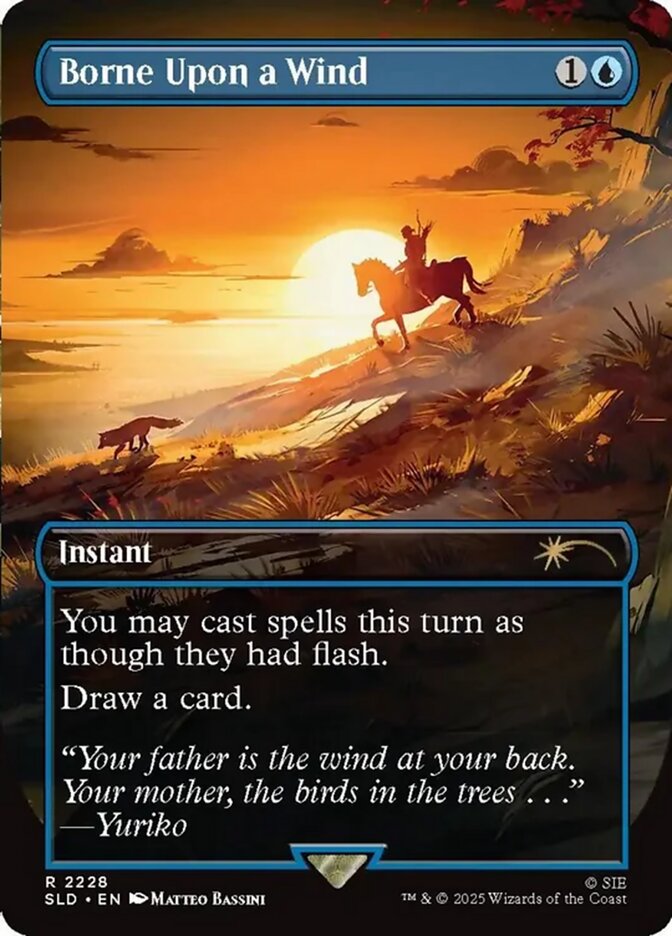 Borne Upon a Wind 1
Instant
You may cast spells this turn as
though they had flash.
Draw a card.
“Your father is the wind at your back.
Your mother, the birds in the trees . . .”
—Yuriko
R 2228 © SIE
SLD • EN Matteo Bassini ™ & © 2025 Wizards of the Coast